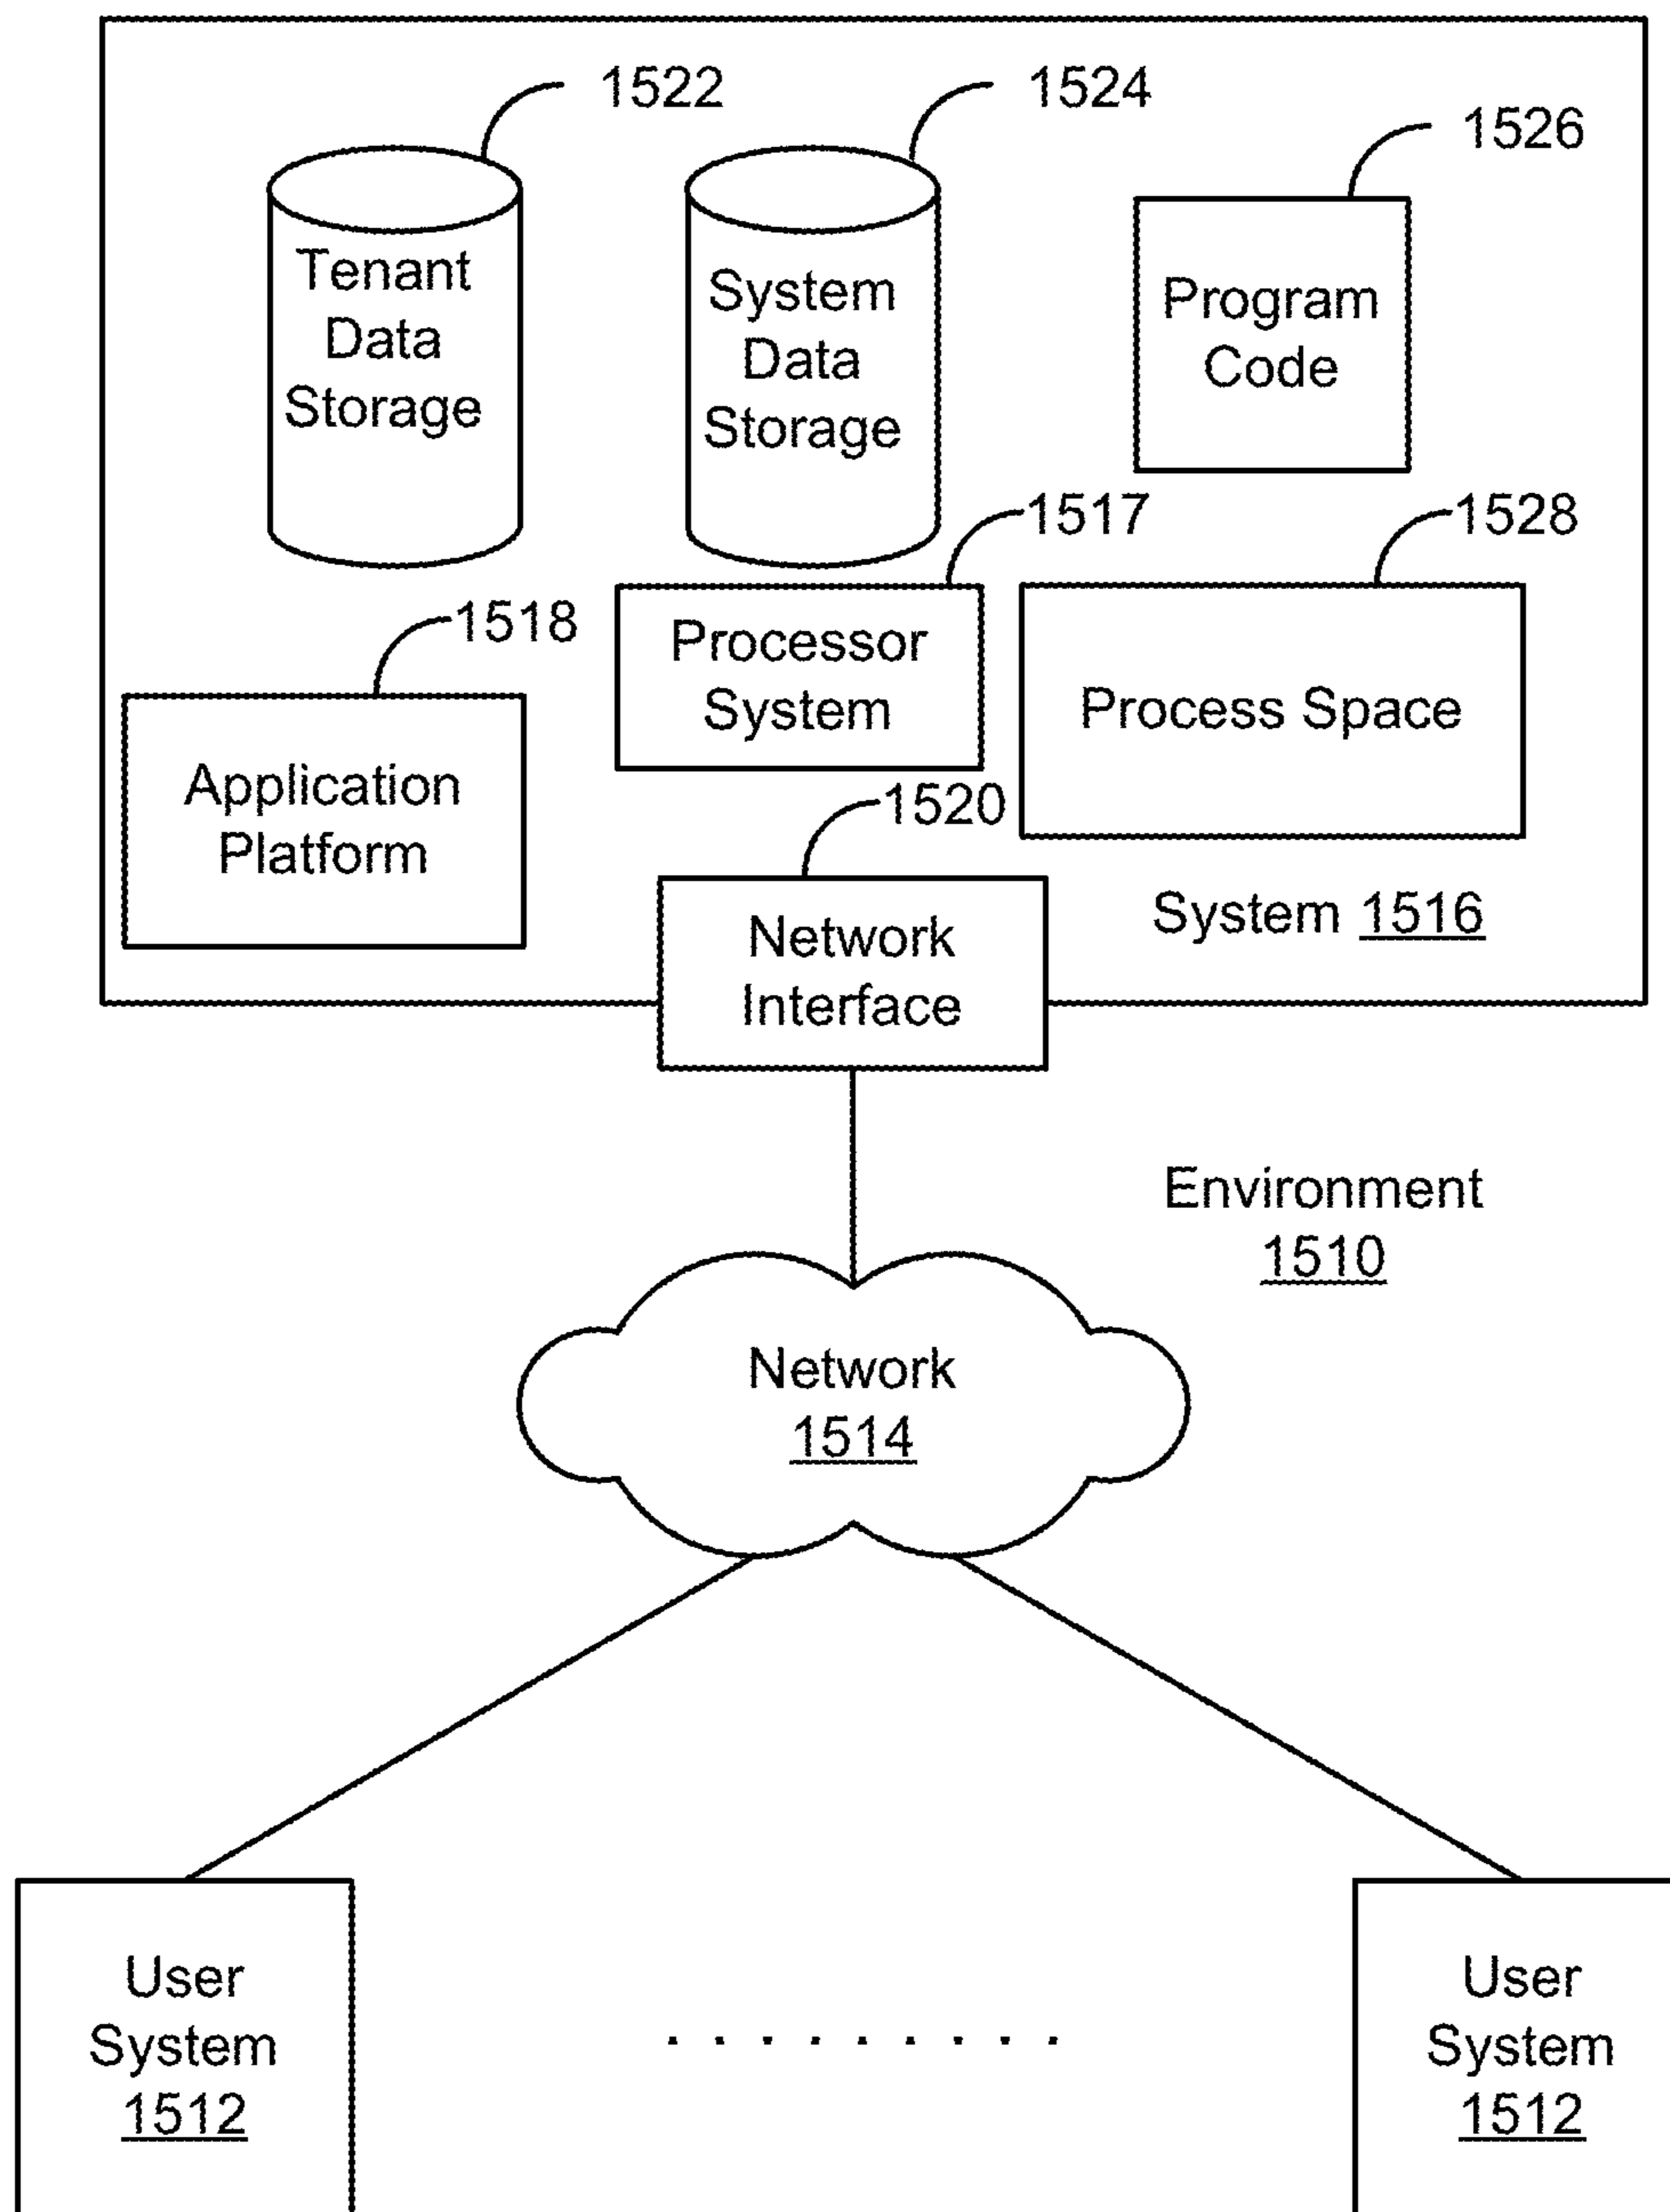 1522
1524
1526
Tenant
Data
Storage
System
Data
Storage
Program
Code
1517
1528
1518
Processor
System
Process Space
Application
Platform
1520
Network
Interface
System 1516
Environment
1510
Network
1514
User
System
1512
. . . . . . . . .
User
System
1512